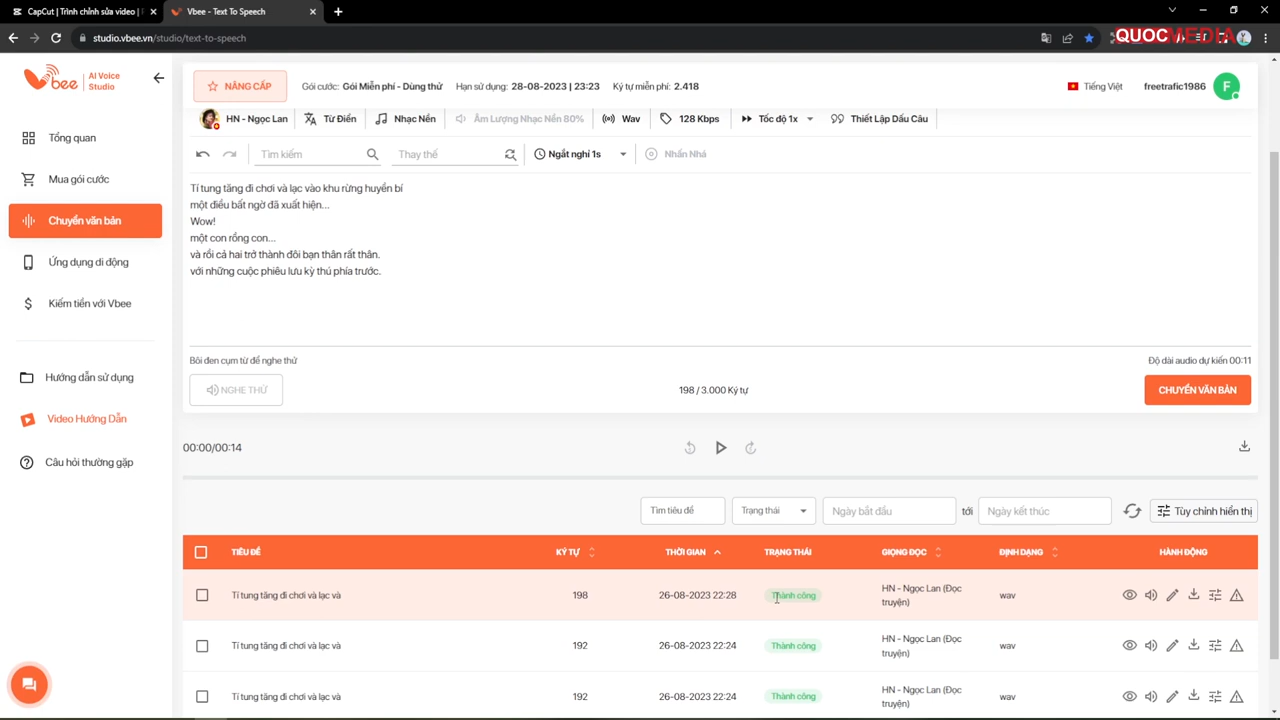 CapCut | Trình chỉnh sửa video |
Vbee - Text To Speech
studio.vbee.vn/studio/text-to-speech
QUOCMEDIA
Vbee
AI Voice
Studio
NÂNG CẤP
Gói cước: Gói Miễn phí - Dùng thử
Hạn sử dụng: 28-08-2023 | 23:23
Ký tự miễn phí: 2.418
Tiếng Việt
freetrafic1986
F
HN - Ngọc Lan
Từ Điển
Nhạc Nền
Âm Lượng Nhạc Nền 80%
Wav
128 Kbps
Tốc độ 1x
Thiết Lập Dấu Câu
Tìm kiếm
Thay thế
Ngắt nghỉ 1s
Nhấn Nhá
Tổng quan
Mua gói cước
Chuyển văn bản
Ứng dụng di động
Kiếm tiền với Vbee
Hướng dẫn sử dụng
Video Hướng Dẫn
Câu hỏi thường gặp
Tí tung tăng đi chơi và lạc vào khu rừng huyền bí
một điều bất ngờ đã xuất hiện...
Wow!
một con rồng con...
và rồi cả hai trở thành đôi bạn thân rất thân.
với những cuộc phiêu lưu kỳ thú phía trước.
Bôi đen cụm từ để nghe thử
Độ dài audio dự kiến 00:11
NGHE THỬ
198 / 3.000 Ký tự
CHUYỂN VĂN BẢN
00:00/00:14
Tìm tiêu đề
Trạng thái
Ngày bắt đầu
tới
Ngày kết thúc
Tùy chỉnh hiển thị
TIÊU ĐỀ
KÝ TỰ
THỜI GIAN
TRẠNG THÁI
GIỌNG ĐỌC
ĐỊNH DẠNG
HÀNH ĐỘNG
Tí tung tăng đi chơi và lạc và
198
26-08-2023 22:28
Thành công
HN - Ngọc Lan (Đọc
truyện)
wav
Tí tung tăng đi chơi và lạc và
192
26-08-2023 22:24
Thành công
HN - Ngọc Lan (Đọc
truyện)
wav
Tí tung tăng đi chơi và lạc và
192
26-08-2023 22:24
Thành công
HN - Ngọc Lan (Đọc
truyện)
wav